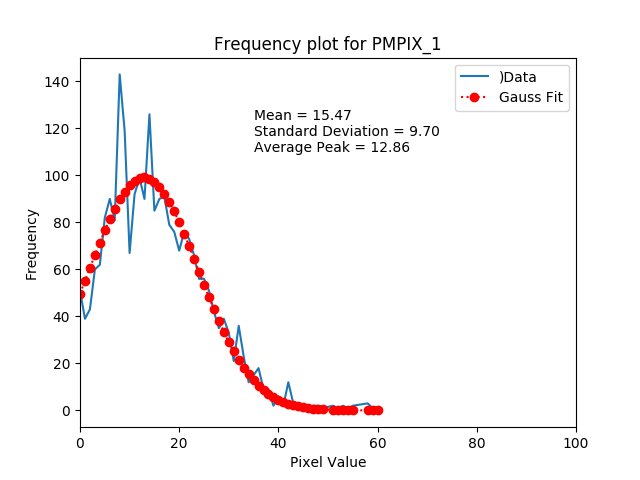 Frequency plot for PMPIX_1
)Data
Gauss Fit
Mean = 15.47
Standard Deviation = 9.70
Average Peak = 12.86
Frequency
140
120
100
80
60
40
20
0
0 20 40 60 80 100
Pixel Value